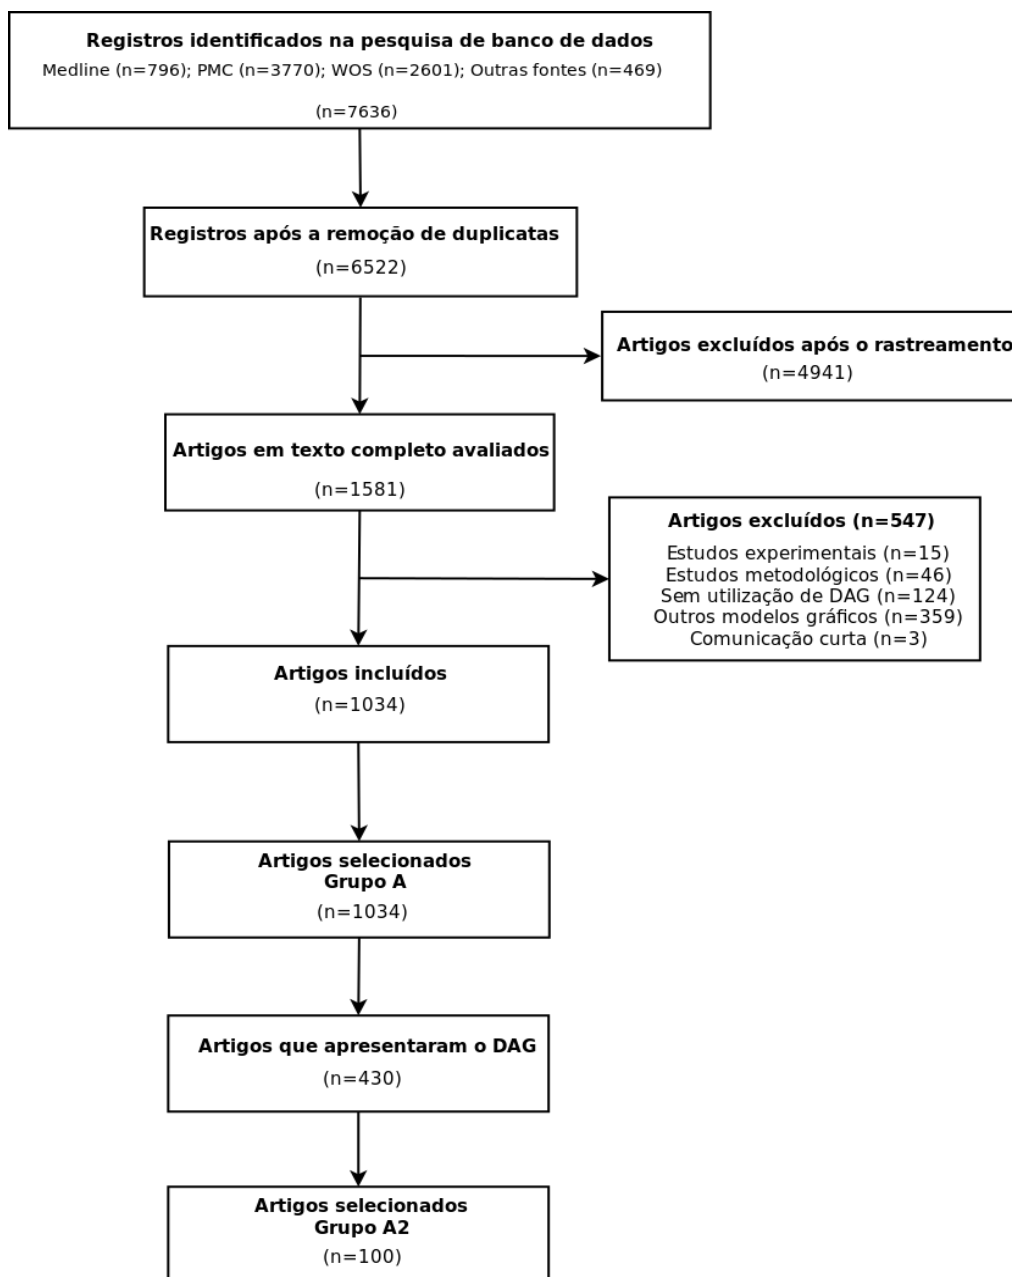 Registros identificados na pesquisa de banco de dados
Medline (n=796); PMC (n=3770); WOS (n=2601); Outras fontes (n=469)
(n=7636)
Registros após a remoção de duplicatas
(n=6522)
Artigos excluídos após o rastreamento
(n=4941)
Artigos em texto completo avaliados
(n=1581)
Artigos excluídos (n=547)
Estudos experimentais (n=15)
Estudos metodológicos (n=46)
Sem utilização de DAG (n=124)
Outros modelos gráficos (n=359)
Comunicação curta (n=3)
Artigos incluídos
(n=1034)
Artigos selecionados
Grupo A
(n=1034)
Artigos que apresentaram o DAG
(n=430)
Artigos selecionados
Grupo A2
(n=100)